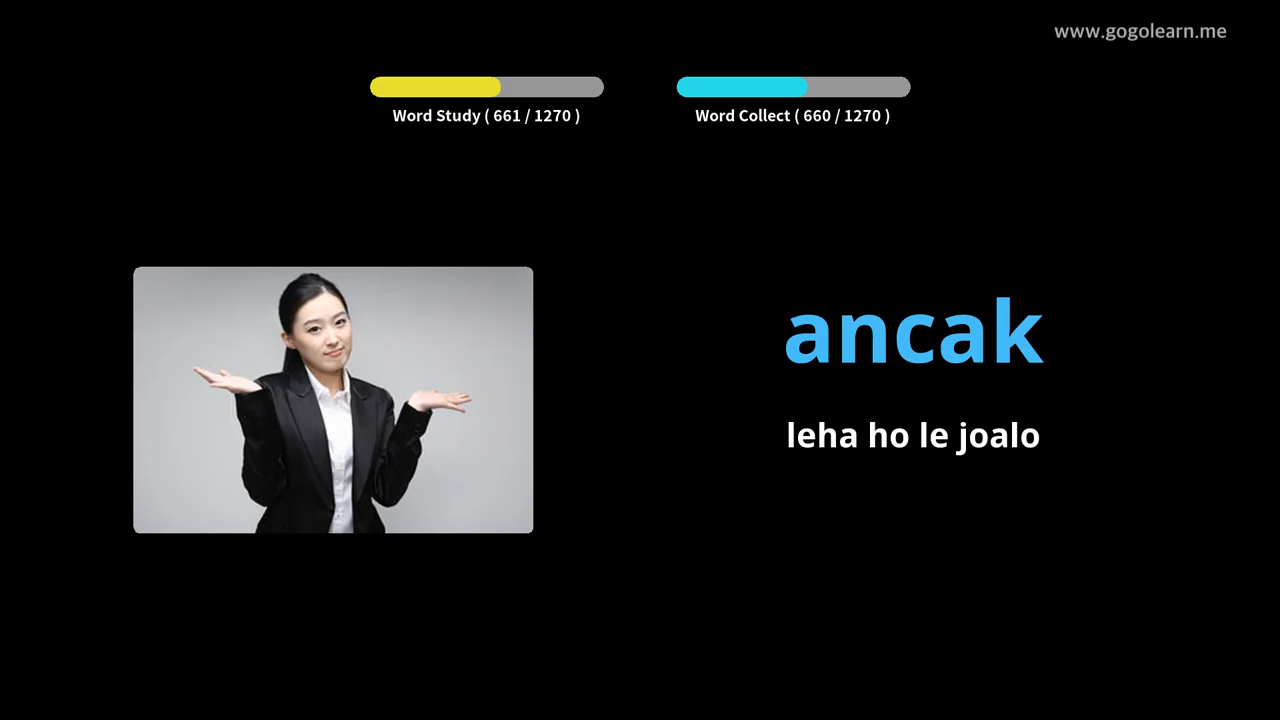 www.gogolearn.me
Word Study ( 661 / 1270 )
Word Collect ( 660 / 1270 )
ancak
leha ho le joalo